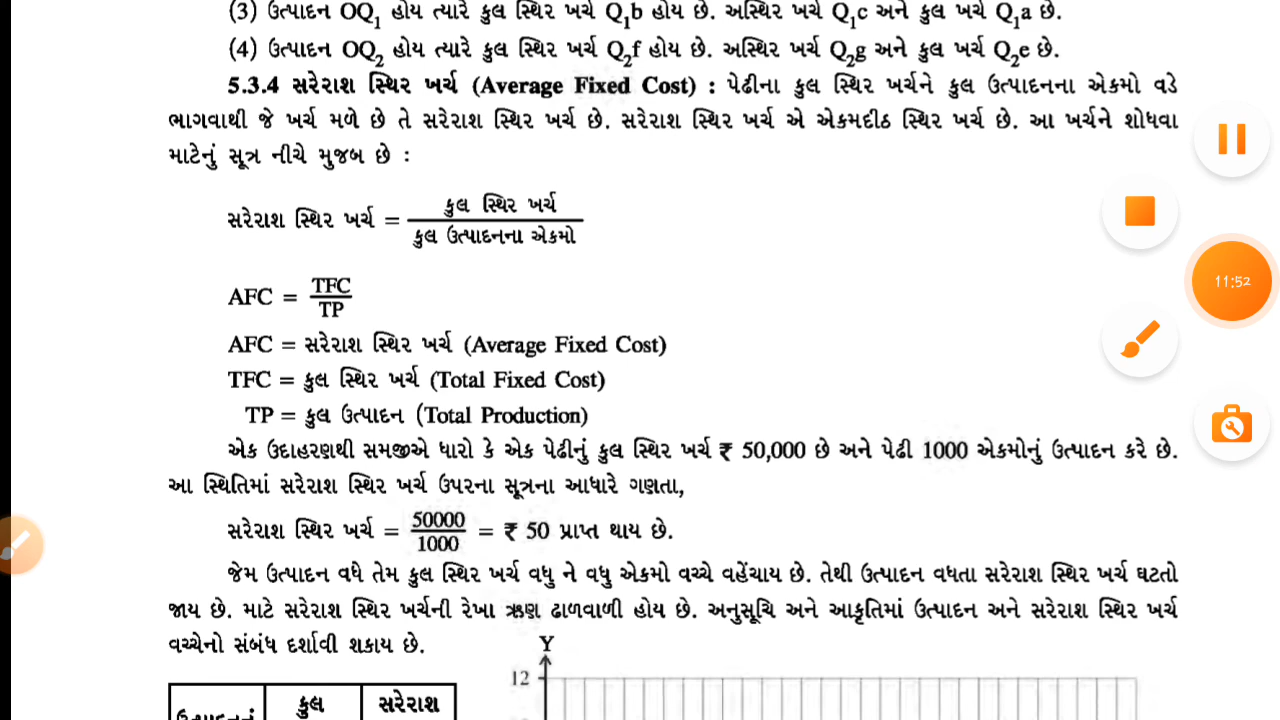 (3) ઉત્પાદન OQ₁ હોય ત્યારે કુલ સ્થિર ખર્ચ Q₁b હોય છે. અસ્થિર ખર્ચ Q₁c અને કુલ ખર્ચ Q₁a છે.
(4) ઉત્પાદન OQ₂ હોય ત્યારે કુલ સ્થિર ખર્ચ Q₂f હોય છે. અસ્થિર ખર્ચ Q₂g અને કુલ ખર્ચ Q₂e છે.
5.3.4 સરેરાશ સ્થિર ખર્ચ (Average Fixed Cost) : પેઢીના કુલ સ્થિર ખર્ચને કુલ ઉત્પાદનના એકમો વડે
ભાગવાથી જે ખર્ચ મળે છે તે સરેરાશ સ્થિર ખર્ચ છે. સરેરાશ સ્થિર ખર્ચ એ એકમદીઠ સ્થિર ખર્ચ છે. આ ખર્ચને શોધવા
માટેનું સૂત્ર નીચે મુજબ છે :
સરેરાશ સ્થિર ખર્ચ = કુલ સ્થિર ખર્ચ
કુલ ઉત્પાદનના એકમો
AFC = TFC
TP
AFC = સરેરાશ સ્થિર ખર્ચ (Average Fixed Cost)
TFC = કુલ સ્થિર ખર્ચ (Total Fixed Cost)
TP = કુલ ઉત્પાદન (Total Production)
એક ઉદાહરણથી સમજીએ ધારો કે એક પેઢીનું કુલ સ્થિર ખર્ચ ₹ 50,000 છે અને પેઢી 1000 એકમોનું ઉત્પાદન કરે છે.
આ સ્થિતિમાં સરેરાશ સ્થિર ખર્ચ ઉપરના સૂત્રના આધારે ગણતા,
સરેરાશ સ્થિર ખર્ચ = 50000
1000 = ₹ 50 પ્રાપ્ત થાય છે.
જેમ ઉત્પાદન વધે તેમ કુલ સ્થિર ખર્ચ વધુ ને વધુ એકમો વચ્ચે વહેંચાય છે. તેથી ઉત્પાદન વધતા સરેરાશ સ્થિર ખર્ચ ઘટતો
જાય છે. માટે સરેરાશ સ્થિર ખર્ચની રેખા ઋણ ઢાળવાળી હોય છે. અનુસૂચિ અને આકૃતિમાં ઉત્પાદન અને સરેરાશ સ્થિર ખર્ચ
વચ્ચેનો સંબંધ દર્શાવી શકાય છે.
Y
12
ઉત્પાદનનું કુલ સરેરાશ
11:52